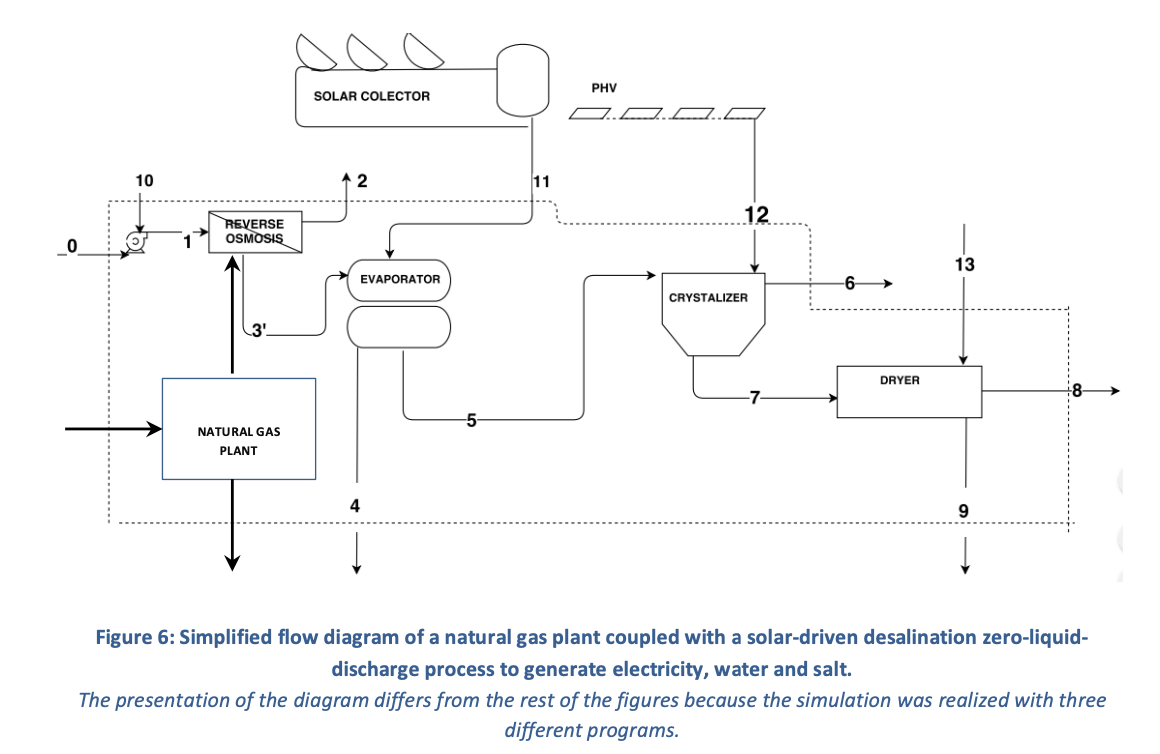 SOLAR COLECTOR
PHV
10
2
11
12
0
1
REVERSE
OSMOSIS
13
EVAPORATOR
CRYSTALIZER
6
3'
DRYER
7
8
5
NATURAL GAS
PLANT
4
9
Figure 6: Simplified flow diagram of a natural gas plant coupled with a solar-driven desalination zero-liquid-
discharge process to generate electricity, water and salt.
The presentation of the diagram differs from the rest of the figures because the simulation was realized with three
different programs.